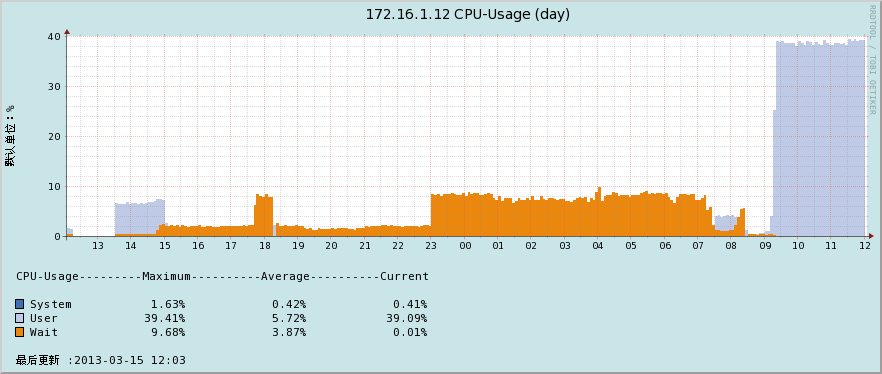 172.16.1.12 CPU-Usage (day)
RRDTOOL / TOBI OETIKER
默认单位：%
40
30
20
10
0
13 14 15 16 17 18 19 20 21 22 23 00 01 02 03 04 05 06 07 08 09 10 11 12
CPU-Usage---------Maximum----------Average----------Current
System 1.63% 0.42% 0.41%
User 39.41% 5.72% 39.09%
Wait 9.68% 3.87% 0.01%
最后更新 :2013-03-15 12:03